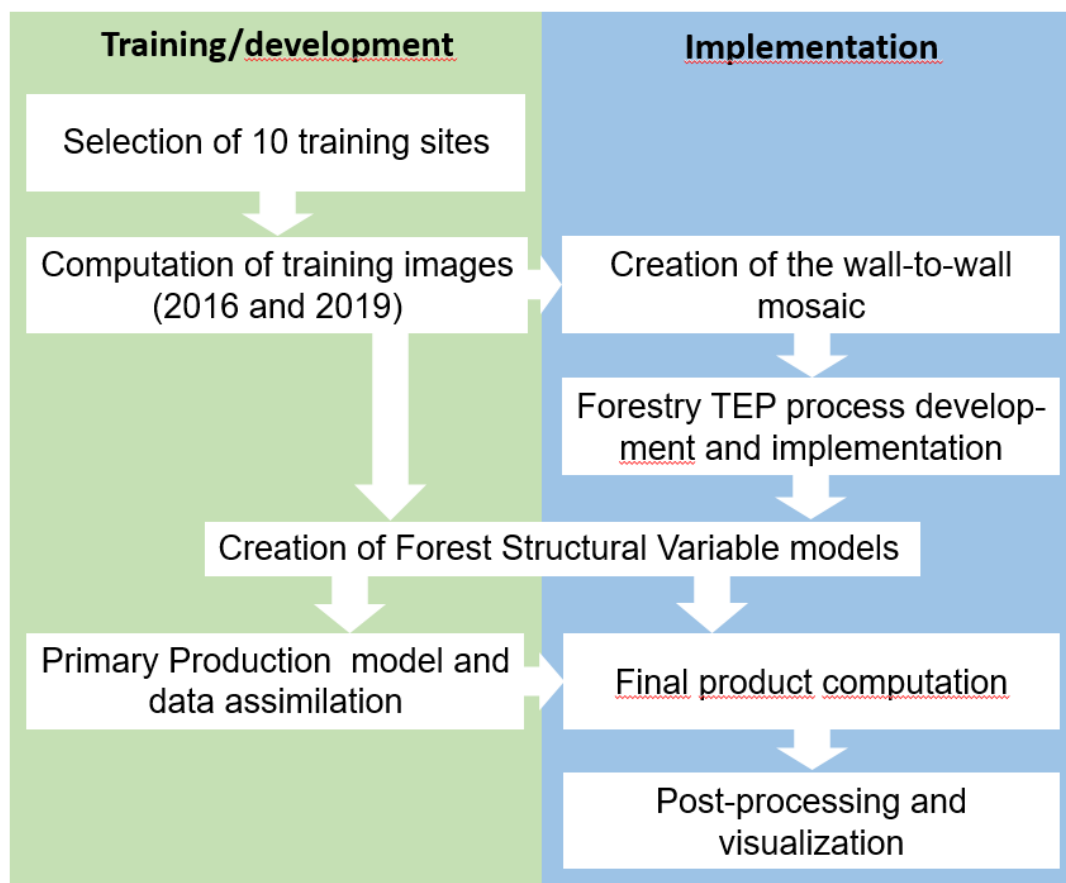 Training/development
Implementation
Selection of 10 training sites
Computation of training images
(2016 and 2019)
Creation of the wall-to-wall
mosaic
Forestry TEP process develop-
ment and implementation
Creation of Forest Structural Variable models
Primary Production model and
data assimilation
Final product computation
Post-processing and
visualization